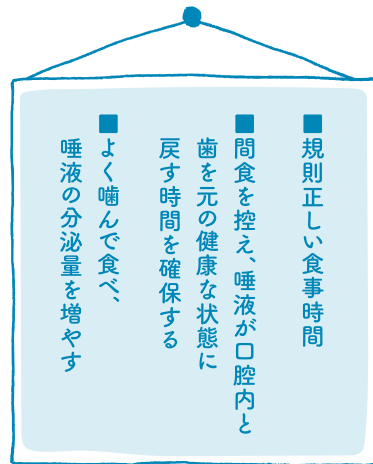 ■規則正しい食事時間
■間食を控え、唾液が口腔内と
歯を元の健康な状態に
戻す時間を確保する
■よく噛んで食べ、
唾液の分泌量を増やす